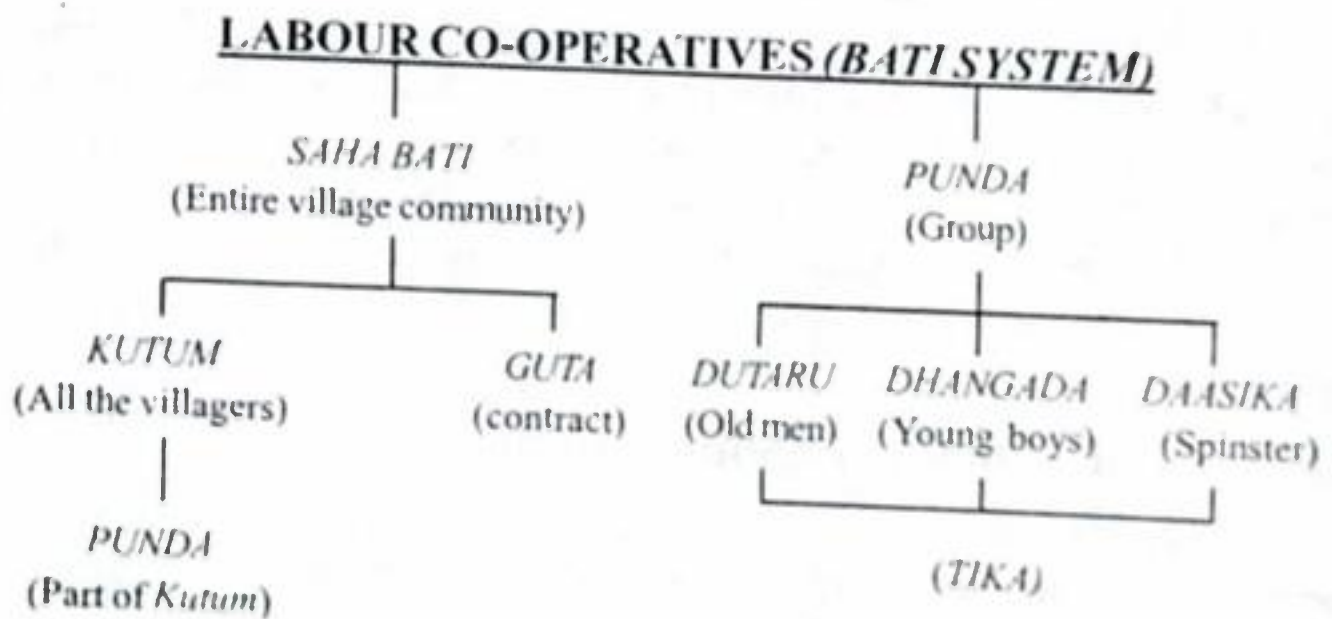 LABOUR CO-OPERATIVES (BATI SYSTEM)
SAHA BATI
(Entire village community)
PUNDA
(Group)
KUTUM
(All the villagers)
GUTA
(contract)
DUTARU
(Old men)
DHANGADA
(Young boys)
DAASIKA
(Spinster)
PUNDA
(Part of Kutum)
(TIKA)